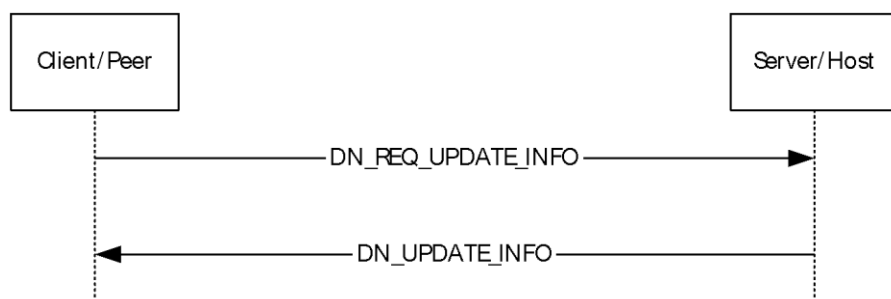 Client/Peer
Server/Host
DN_REQ_UPDATE_INFO
DN_UPDATE_INFO